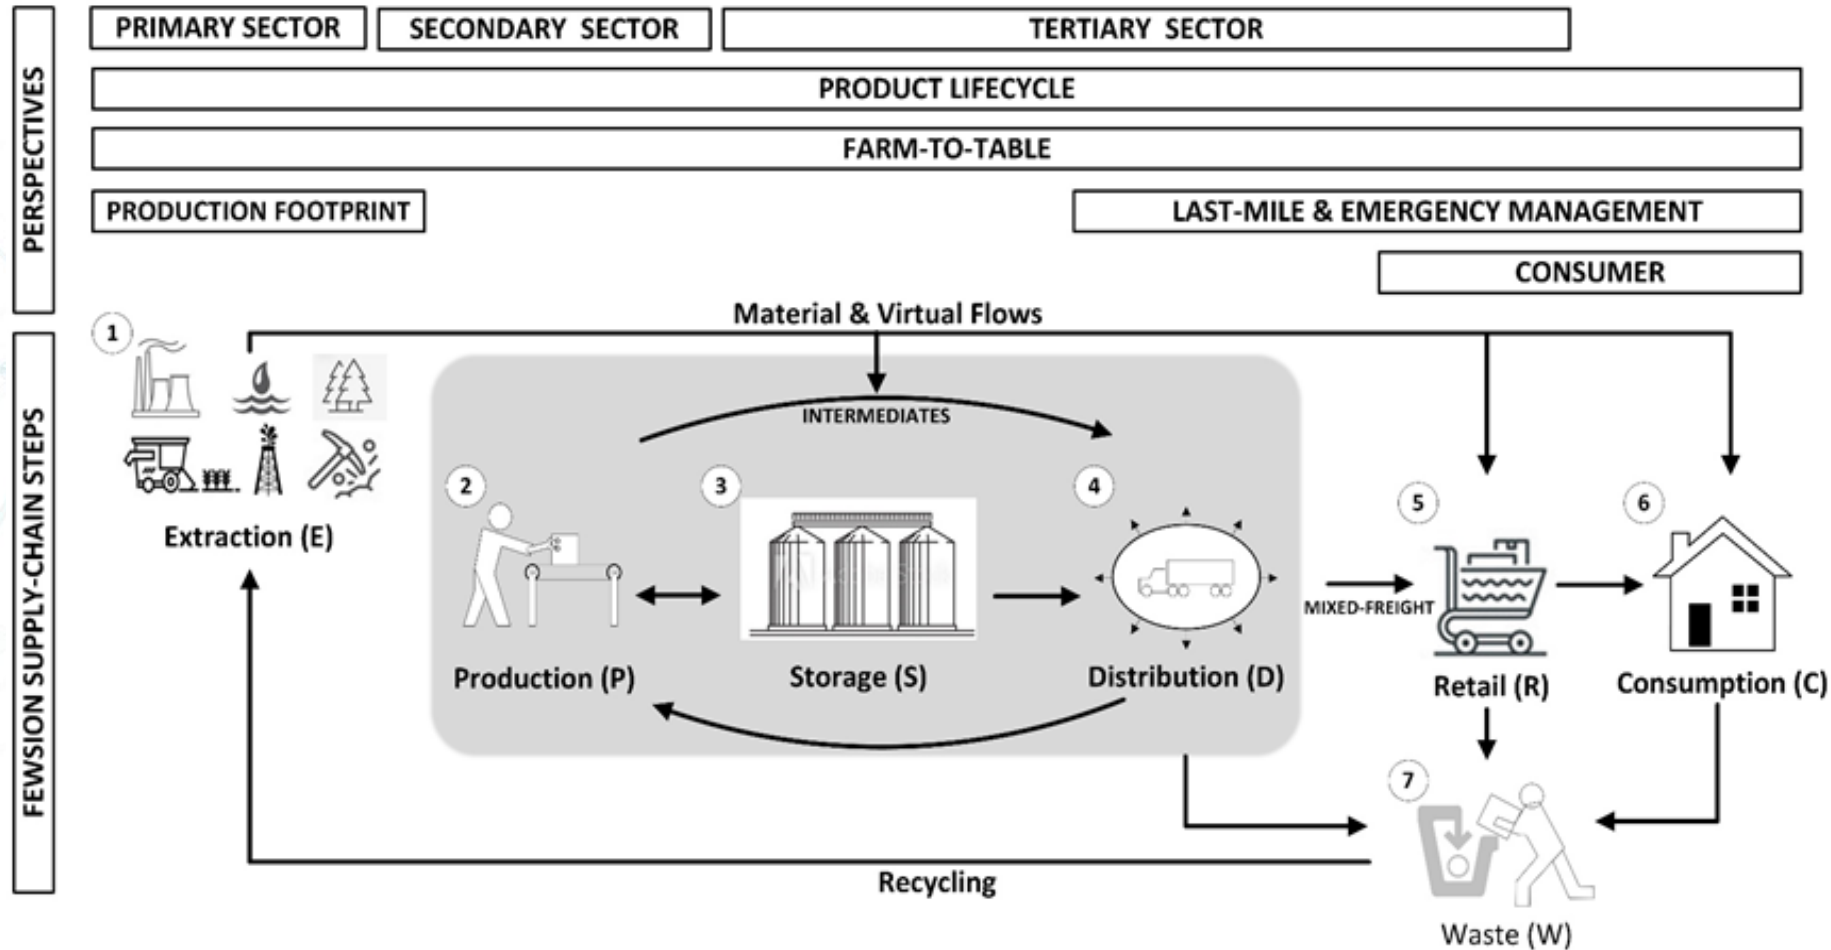 PERSPECTIVES
PRIMARY SECTOR
SECONDARY SECTOR
TERTIARY SECTOR
PRODUCT LIFECYCLE
FARM-TO-TABLE
PRODUCTION FOOTPRINT
LAST-MILE & EMERGENCY MANAGEMENT
CONSUMER
FEWSION SUPPLY-CHAIN STEPS
Material & Virtual Flows
1
Extraction (E)
INTERMEDIATES
2
Production (P)
3
Storage (S)
4
Distribution (D)
MIXED-FREIGHT
5
Retail (R)
6
Consumption (C)
7
Waste (W)
Recycling